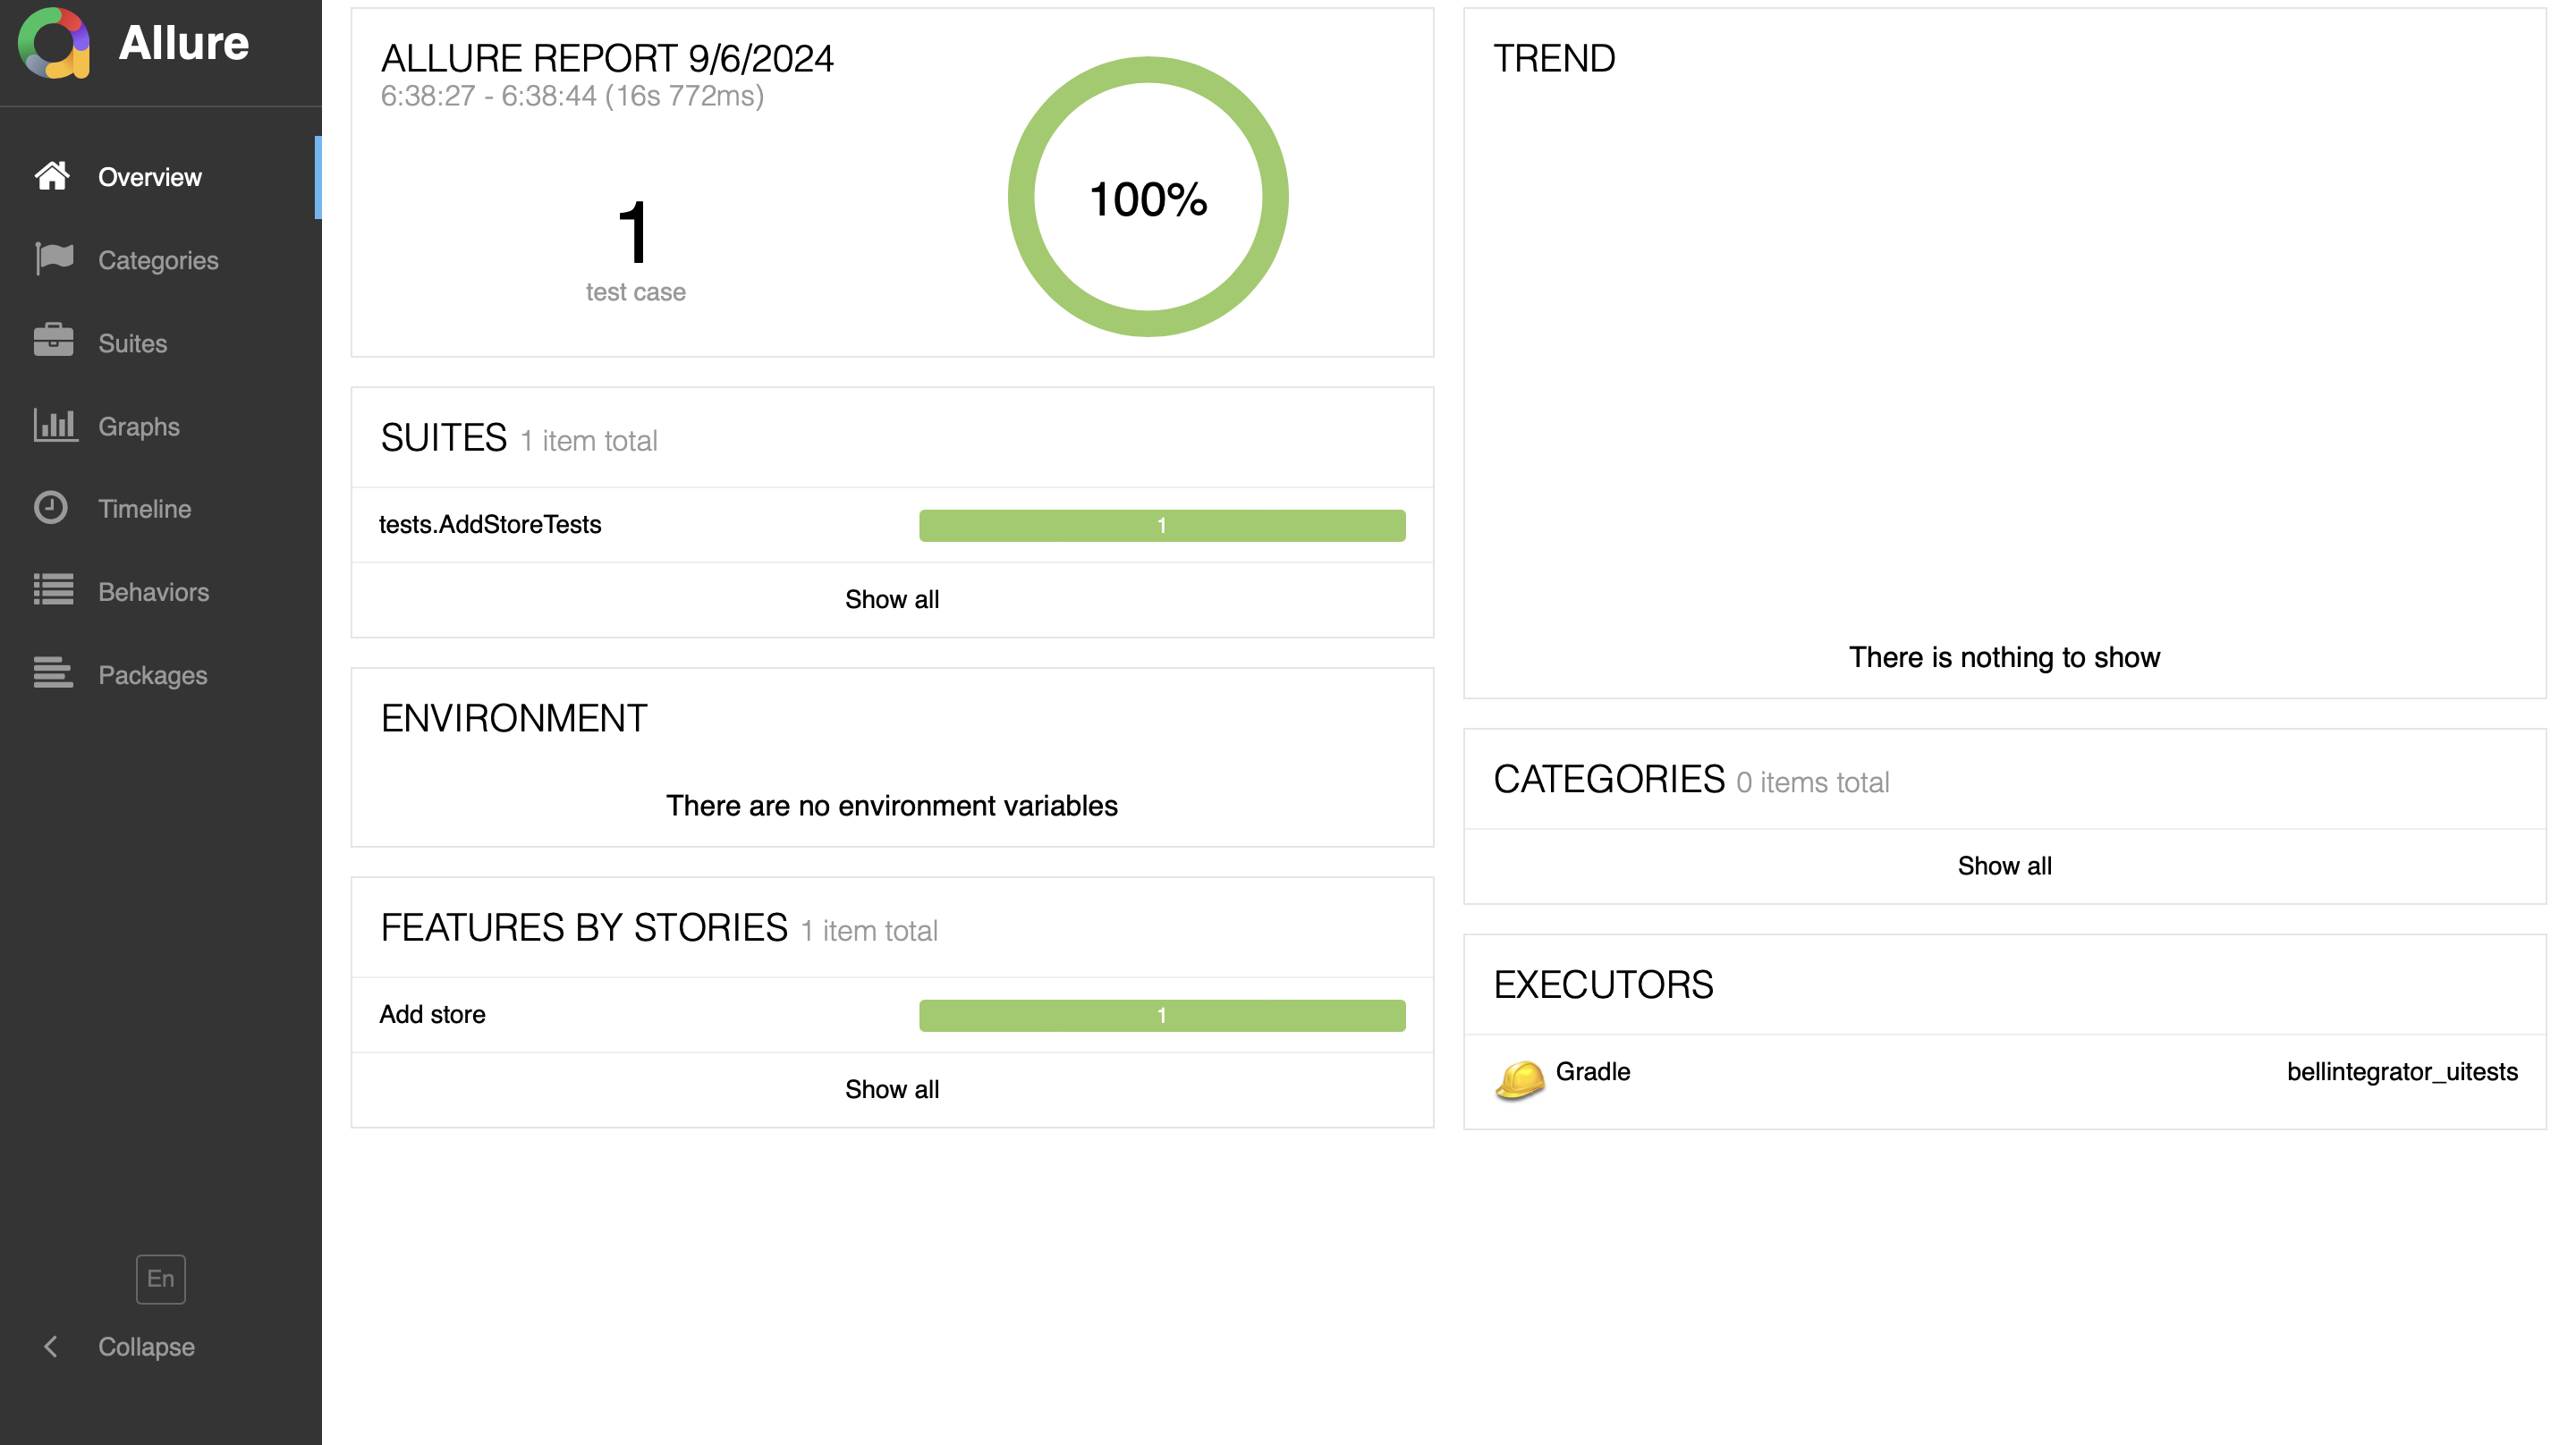 Allure
Overview
Categories
Suites
Graphs
Timeline
Behaviors
Packages
En
Collapse
ALLURE REPORT 9/6/2024
6:38:27 - 6:38:44 (16s 772ms)
1
test case
100%
SUITES 1 item total
tests.AddStoreTests 1
Show all
ENVIRONMENT
There are no environment variables
FEATURES BY STORIES 1 item total
Add store 1
Show all
TREND
There is nothing to show
CATEGORIES 0 items total
Show all
EXECUTORS
Gradle bellintegrator_uitests